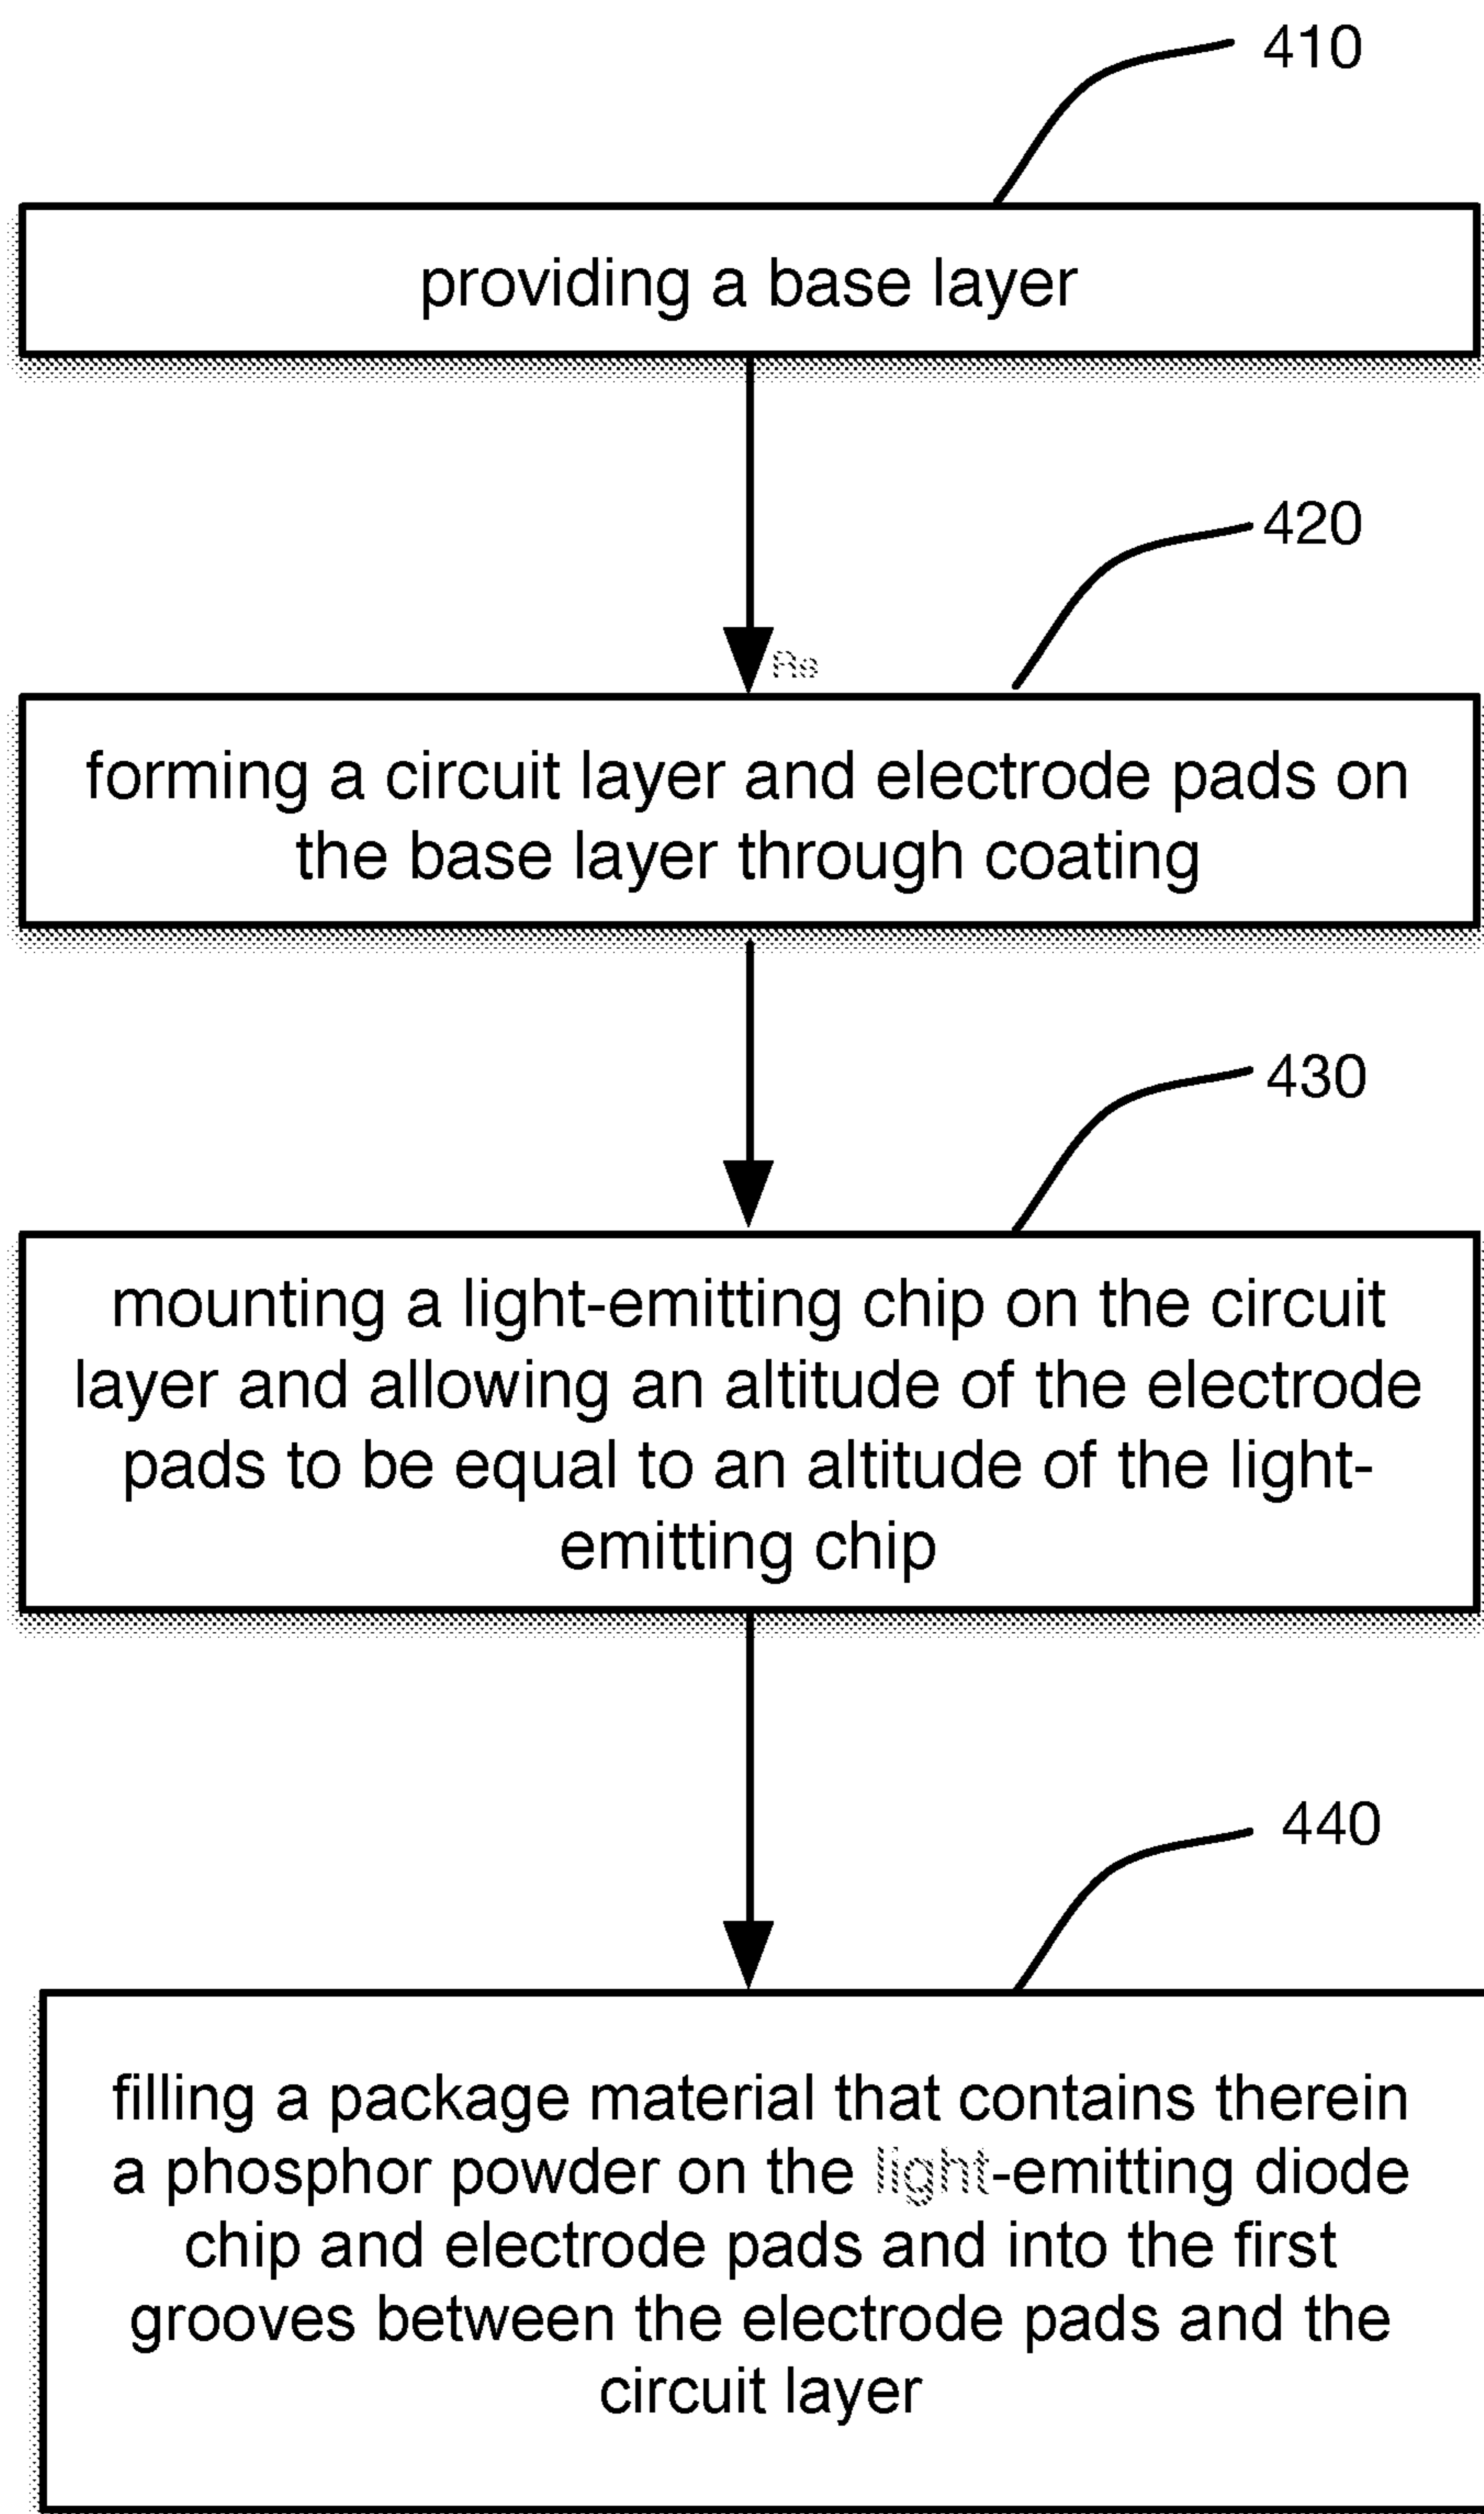 410
providing a base layer
420
Rs
forming a circuit layer and electrode pads on
the base layer through coating
430
mounting a light-emitting chip on the circuit
layer and allowing an altitude of the electrode
pads to be equal to an altitude of the light-
emitting chip
440
filling a package material that contains therein
a phosphor powder on the light-emitting diode
chip and electrode pads and into the first
grooves between the electrode pads and the
circuit layer